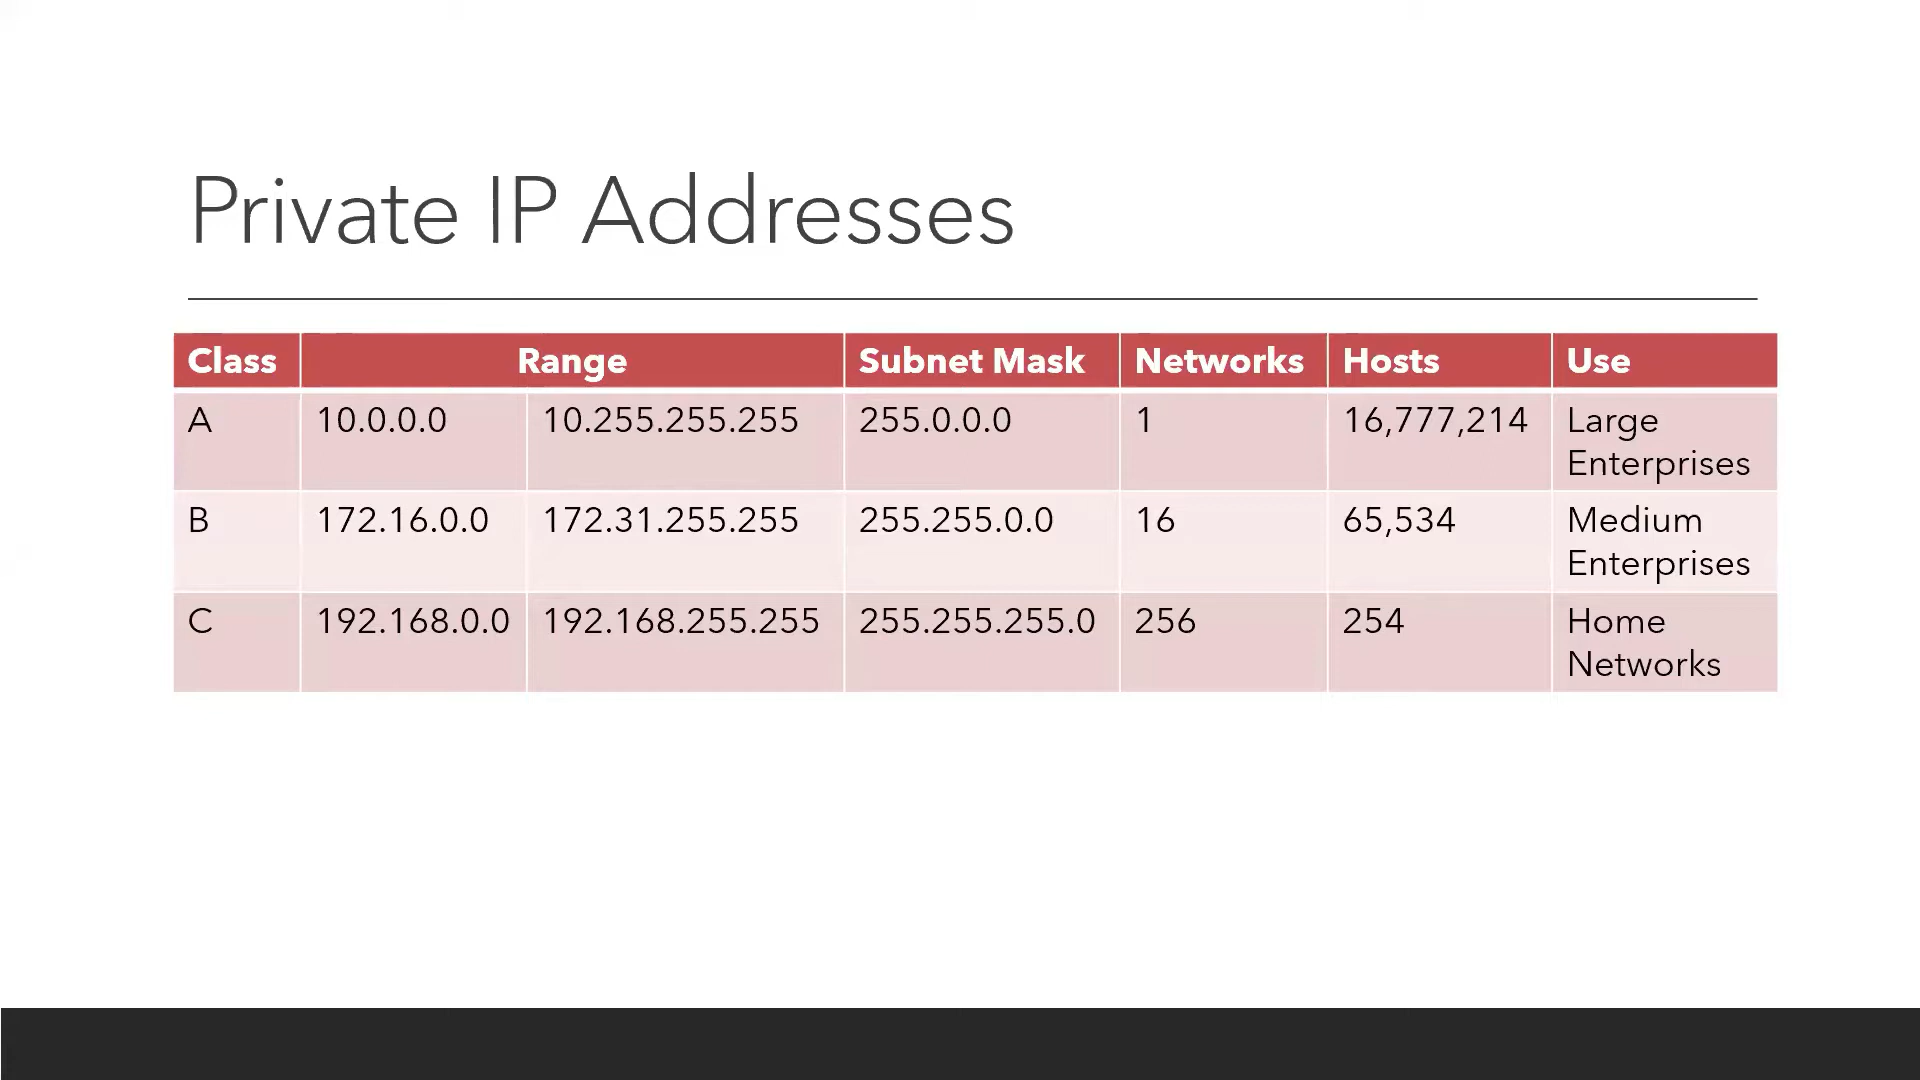 Private IP Addresses
Class Range Subnet Mask Networks Hosts Use
A 10.0.0.0 10.255.255.255 255.0.0.0 1 16,777,214 Large
Enterprises
B 172.16.0.0 172.31.255.255 255.255.0.0 16 65,534 Medium
Enterprises
C 192.168.0.0 192.168.255.255 255.255.255.0 256 254 Home
Networks